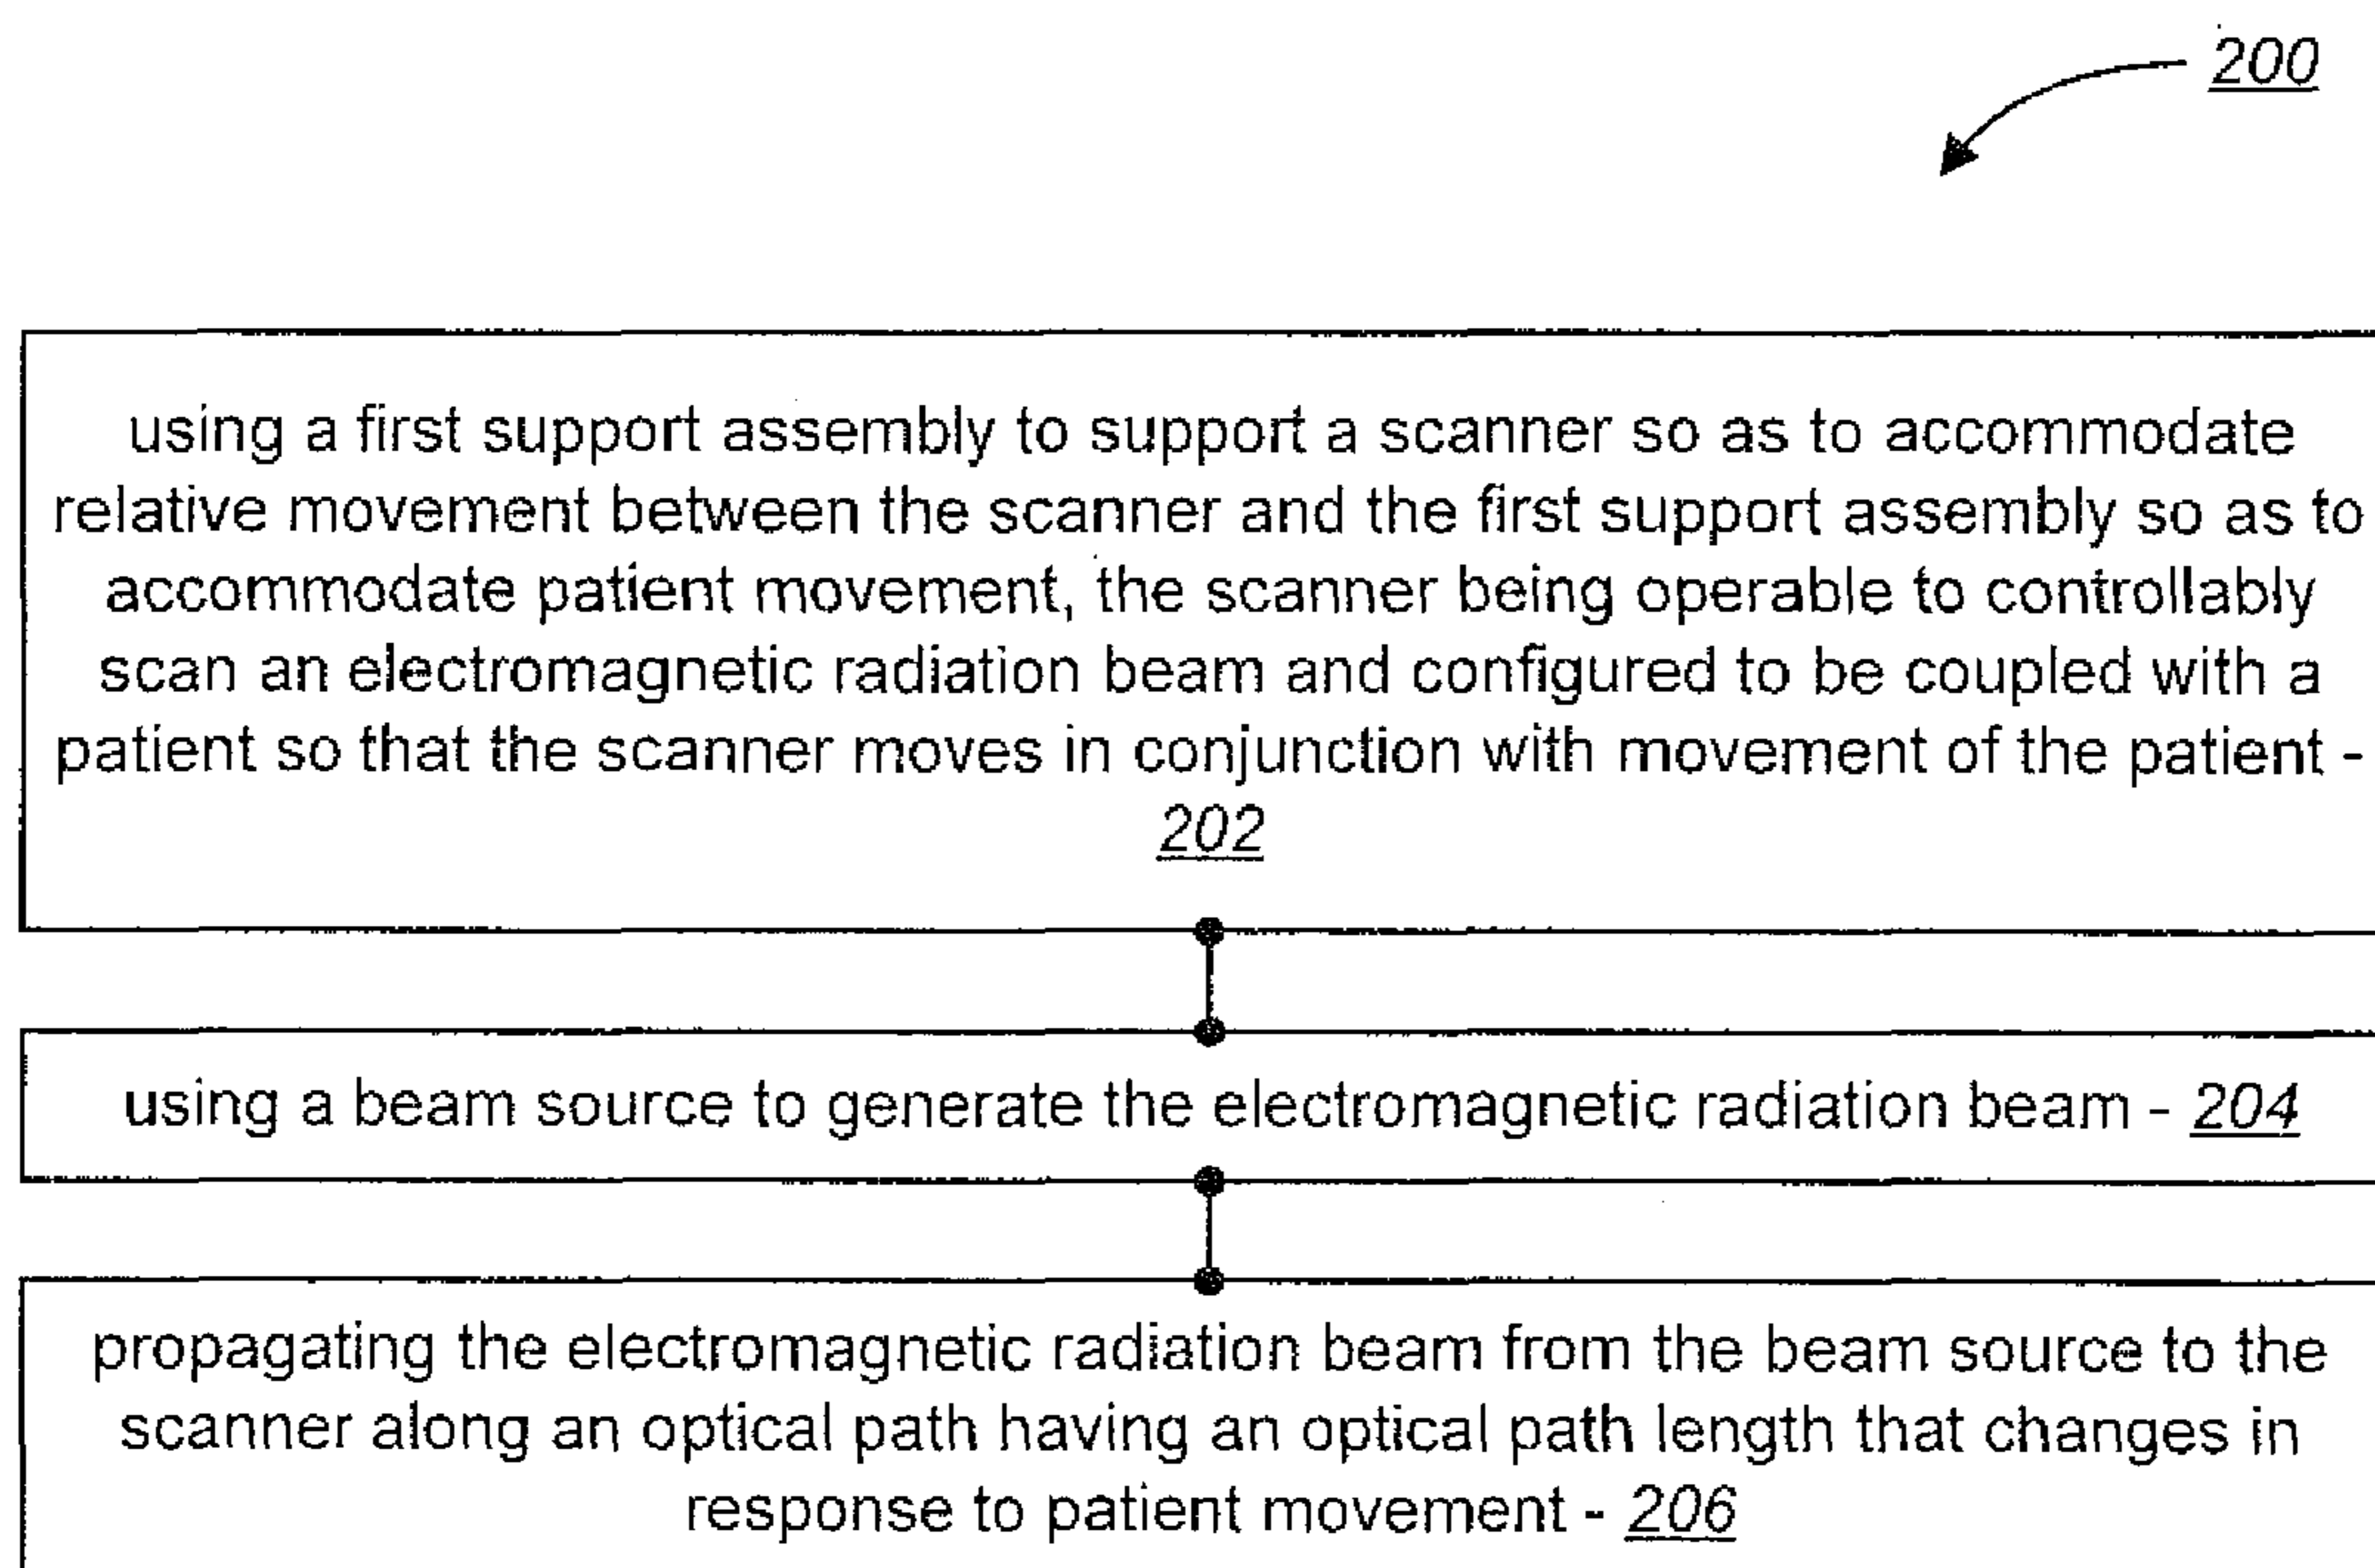 200
using a first support assembly to support a scanner so as to accommodate
relative movement between the scanner and the first support assembly so as to
accommodate patient movement, the scanner being operable to controllably
scan an electromagnetic radiation beam and configured to be coupled with a
patient so that the scanner moves in conjunction with movement of the patient -
202
using a beam source to generate the electromagnetic radiation beam - 204
propagating the electromagnetic radiation beam from the beam source to the
scanner along an optical path having an optical path length that changes in
response to patient movement - 206